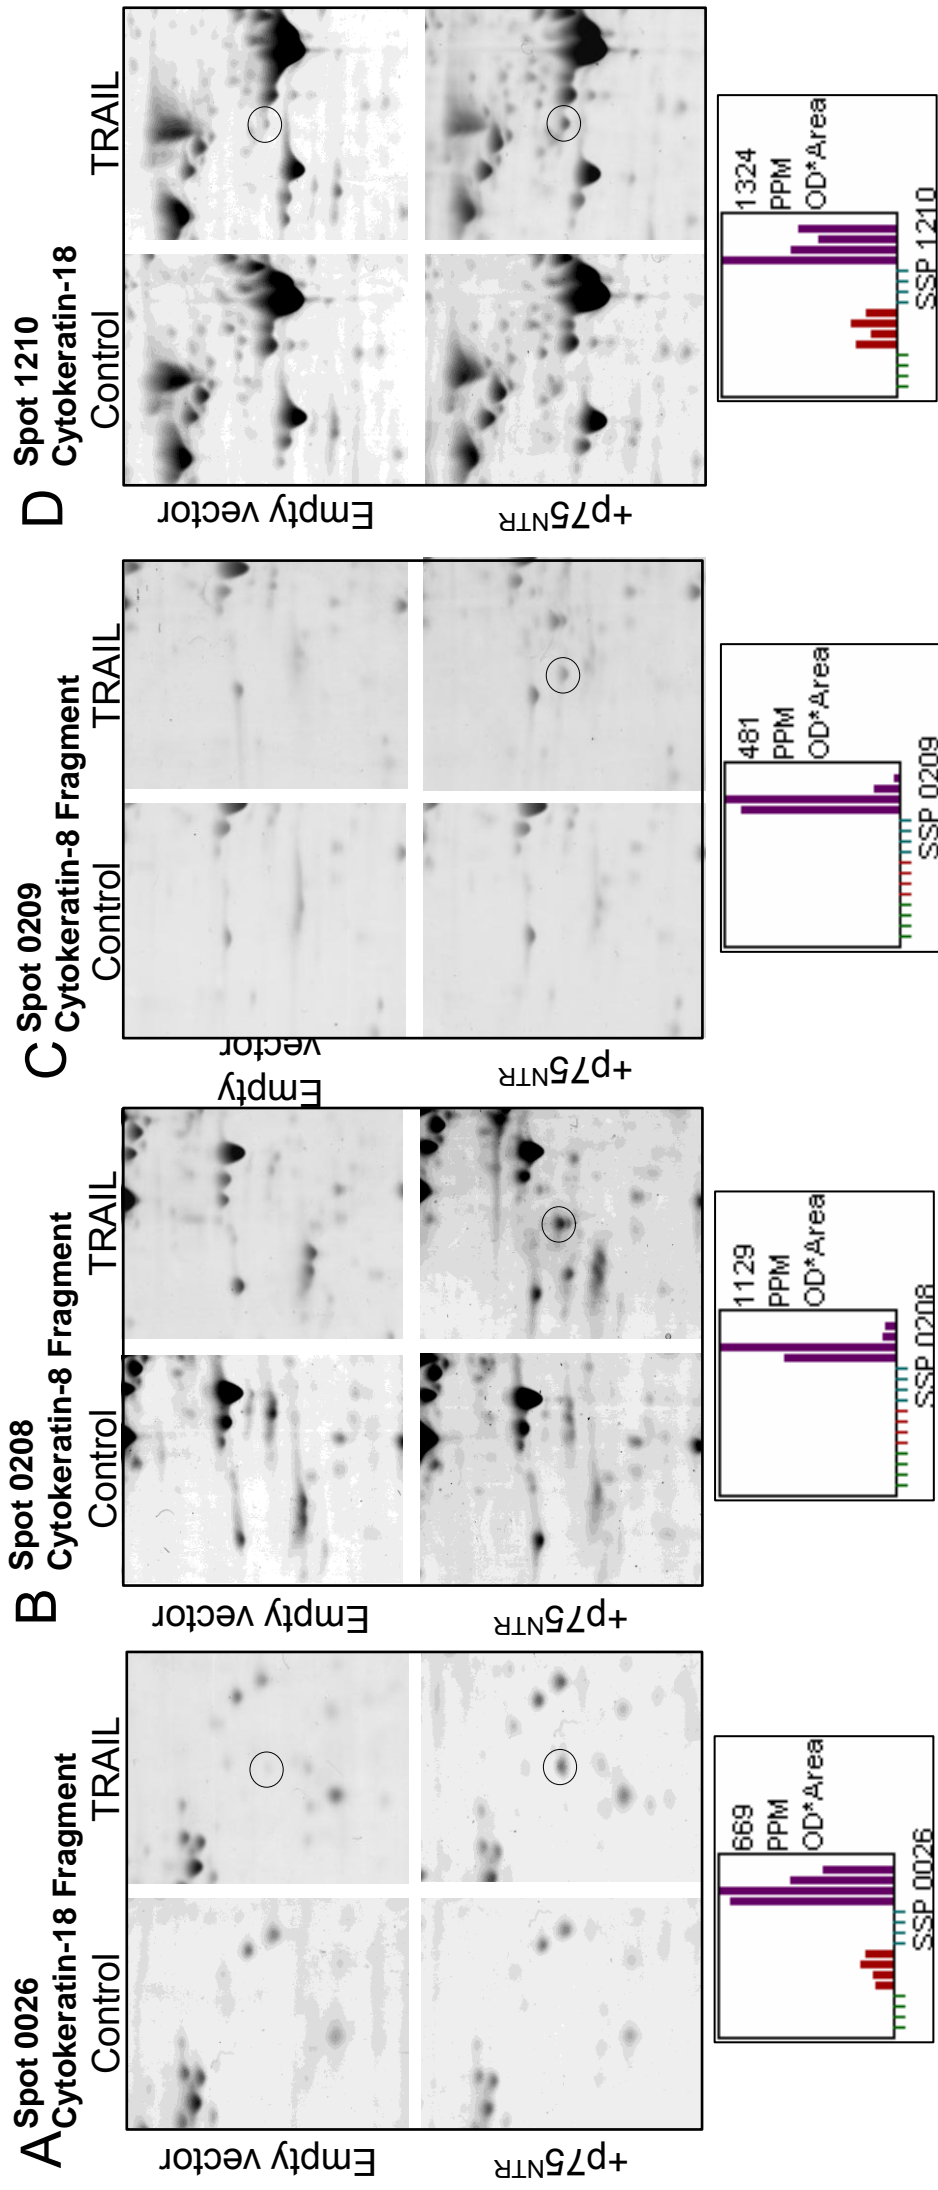 A
Spot 0026
Cytokeratin-18 Fragment
Control
TRAIL
Empty vector
+p75NTR
669
PPM
OD*Area
SSP 0026
B
Spot 0208
Cytokeratin-8 Fragment
Control
TRAIL
Empty vector
+p75NTR
1129
PPM
OD*Area
SSP 0208
C
Spot 0209
Cytokeratin-8 Fragment
Control
TRAIL
Empty
vector
+p75NTR
481
PPM
OD*Area
SSP 0209
D
Spot 1210
Cytokeratin-18
Control
TRAIL
Empty vector
+p75NTR
1324
PPM
OD*Area
SSP 1210